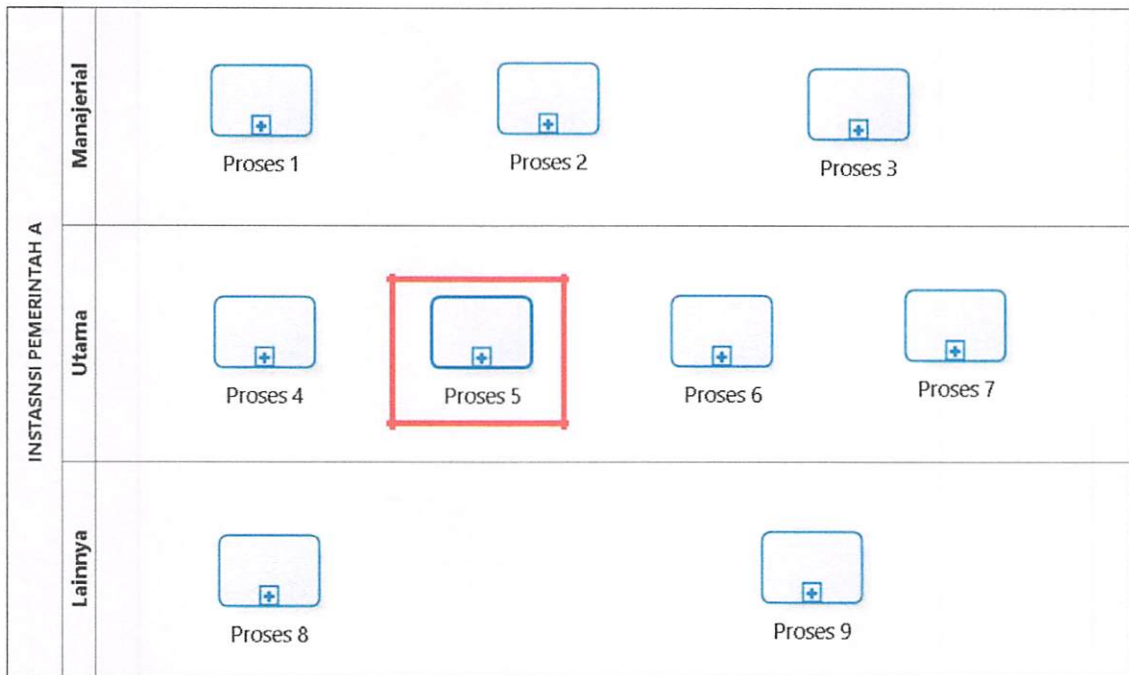 INSTASNSI PEMERINTAH A
Manajerial
Proses 1
Proses 2
Proses 3
Utama
Proses 4
Proses 5
Proses 6
Proses 7
Lainnya
Proses 8
Proses 9